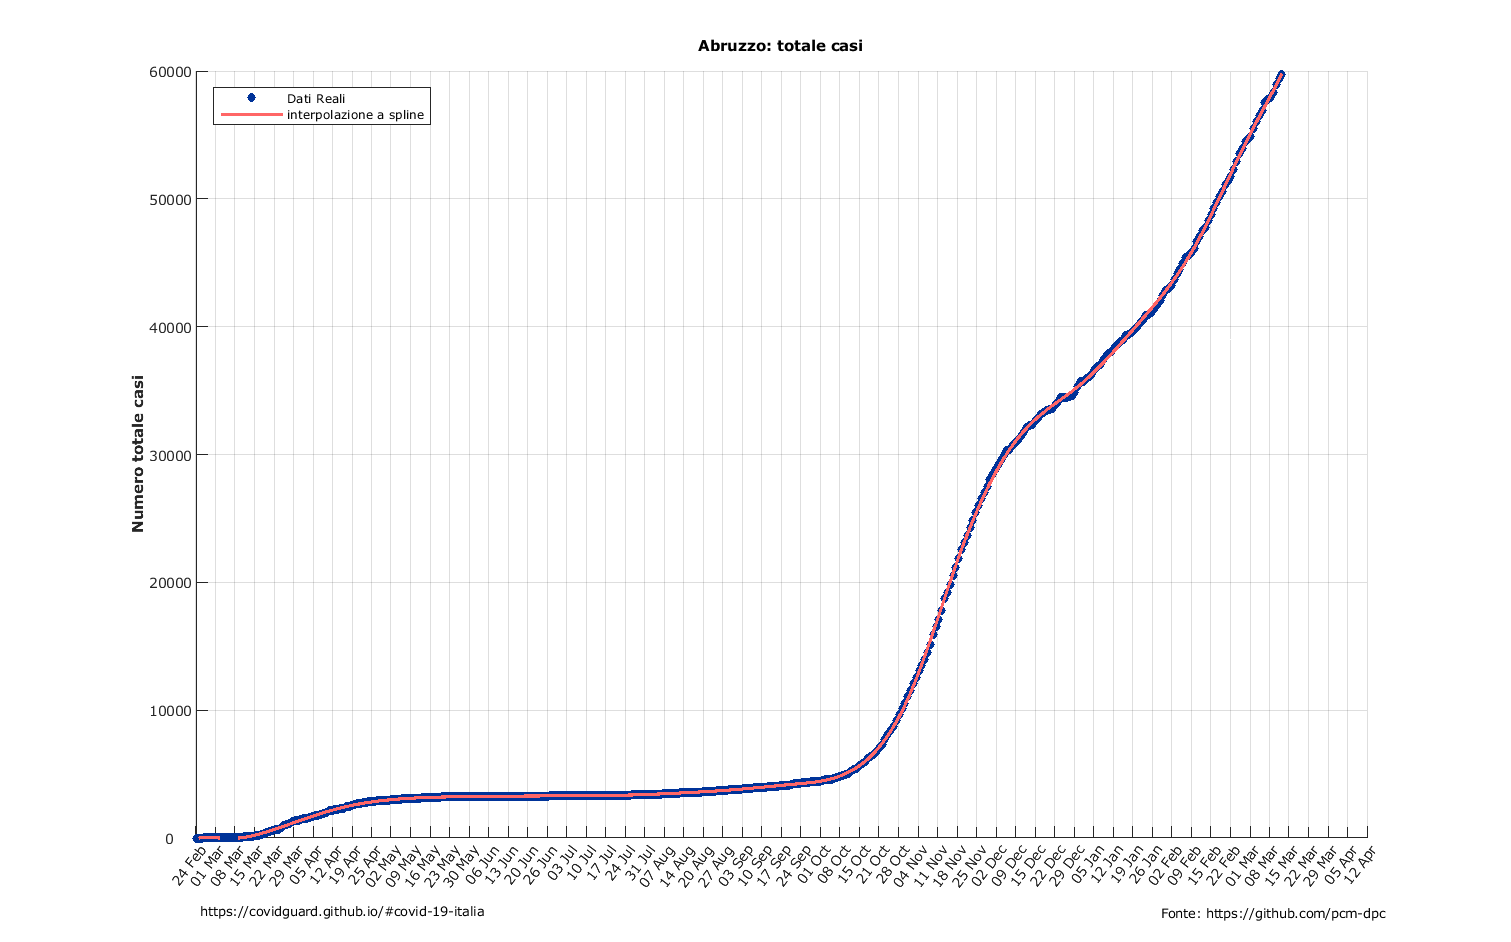 Abruzzo: totale casi
60000
50000
40000
30000
20000
10000
0
Dati Reali
interpolazione a spline
Numero totale casi
24 Feb
01 Mar
08 Mar
15 Mar
22 Mar
29 Mar
05 Apr
12 Apr
19 Apr
25 Apr
02 May
09 May
16 May
23 May
30 May
06 Jun
13 Jun
20 Jun
26 Jun
03 Jul
10 Jul
17 Jul
24 Jul
31 Jul
07 Aug
14 Aug
20 Aug
27 Aug
03 Sep
10 Sep
17 Sep
24 Sep
01 Oct
08 Oct
15 Oct
21 Oct
28 Oct
04 Nov
11 Nov
18 Nov
25 Nov
02 Dec
09 Dec
15 Dec
22 Dec
29 Dec
05 Jan
12 Jan
19 Jan
26 Jan
02 Feb
09 Feb
15 Feb
22 Feb
01 Mar
08 Mar
15 Mar
22 Mar
29 Mar
05 Apr
12 Apr
https://covidguard.github.io/#covid-19-italia
Fonte: https://github.com/pcm-dpc